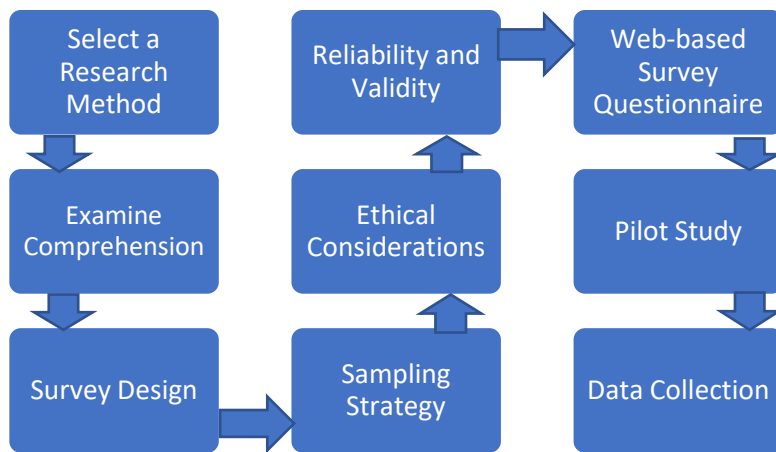 Select a
Research
Method
Examine
Comprehension
Survey Design
Sampling
Strategy
Ethical
Considerations
Reliability and
Validity
Web-based
Survey
Questionnaire
Pilot Study
Data Collection